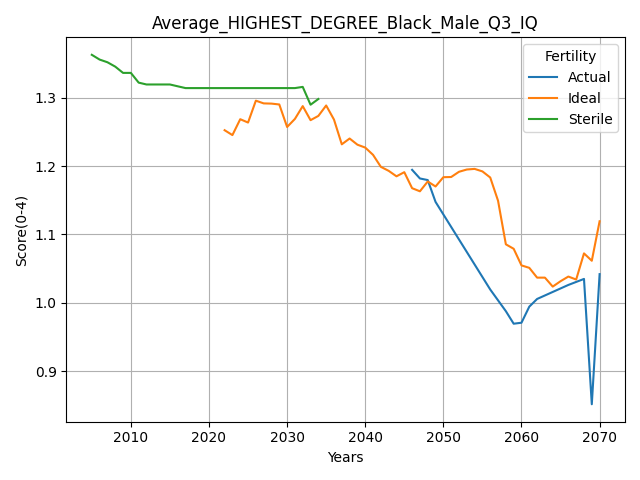 Average_HIGHEST_DEGREE_Black_Male_Q3_IQ
Fertility
Actual
Ideal
Sterile
Score(0-4)
1.3
1.2
1.1
1.0
0.9
2010 2020 2030 2040 2050 2060 2070
Years